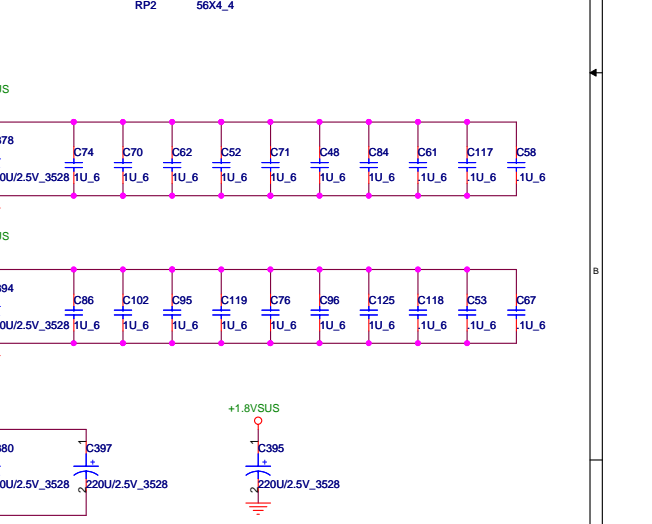 RP2 56X4_4
US
378
C74 C70 C62 C52 C71 C48 C84 C61 C117 C58
0U/2.5V_3528 1U_6 1U_6 1U_6 1U_6 1U_6 1U_6 1U_6 .1U_6 .1U_6 .1U_6
US
394
C86 C102 C95 C119 C76 C96 C125 C118 C53 C67
0U/2.5V_3528 1U_6 1U_6 1U_6 1U_6 1U_6 1U_6 1U_6 .1U_6 .1U_6 .1U_6
B
+1.8VSUS
380 1 C397 1 C395
+ +
0U/2.5V_3528 2 220U/2.5V_3528 2 220U/2.5V_3528